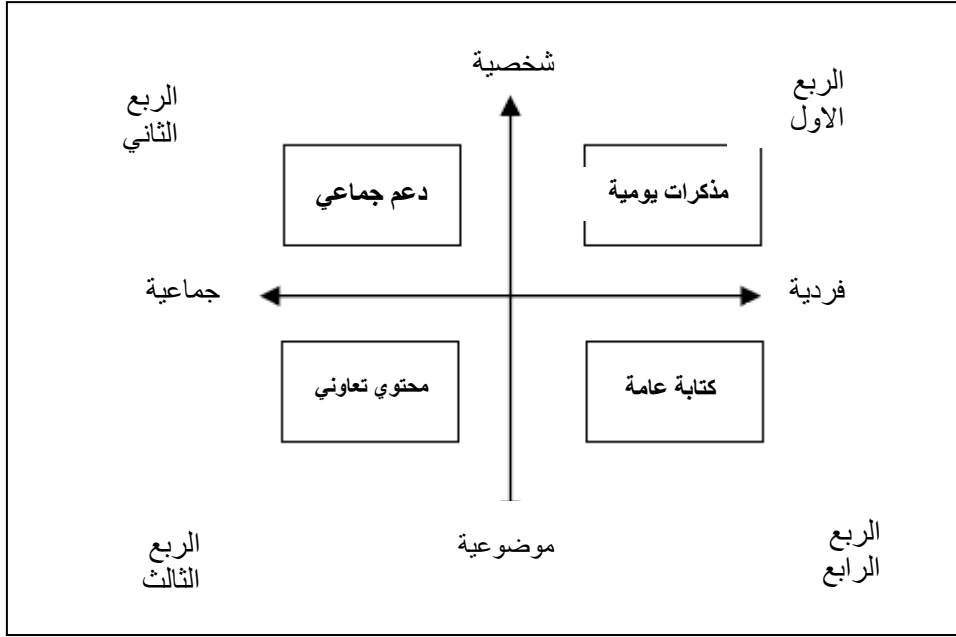 شخصية
الربع
الاول
الربع
الثاني
مذكرات يومية
دعم جماعي
فردية
جماعية
كتابة عامة
محتوي تعاوني
موضوعية
الربع
الرابع
الربع
الثالث